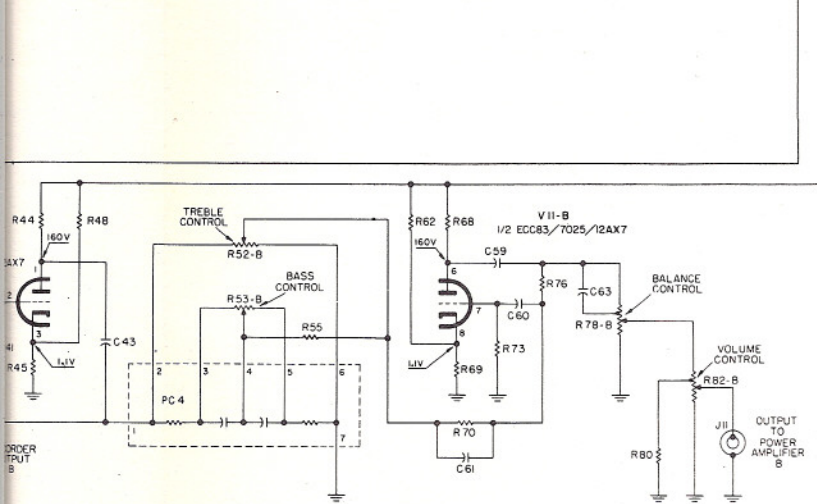 R44
R48
160V
1
AX7
2
3
41
1.1V
R45
C43
ORDER
TPUT
B
TREBLE
CONTROL
R52-B
BASS
CONTROL
R53-B
R55
2
3
4
5
6
PC4
1
7
R62
R68
V11-B
1/2 ECC83/7025/12AX7
160V
C59
6
7
8
C60
R76
C63
1.1V
R69
R73
R70
C61
BALANCE
CONTROL
R78-B
VOLUME
CONTROL
R82-B
R80
J11
OUTPUT
TO
POWER
AMPLIFIER
B